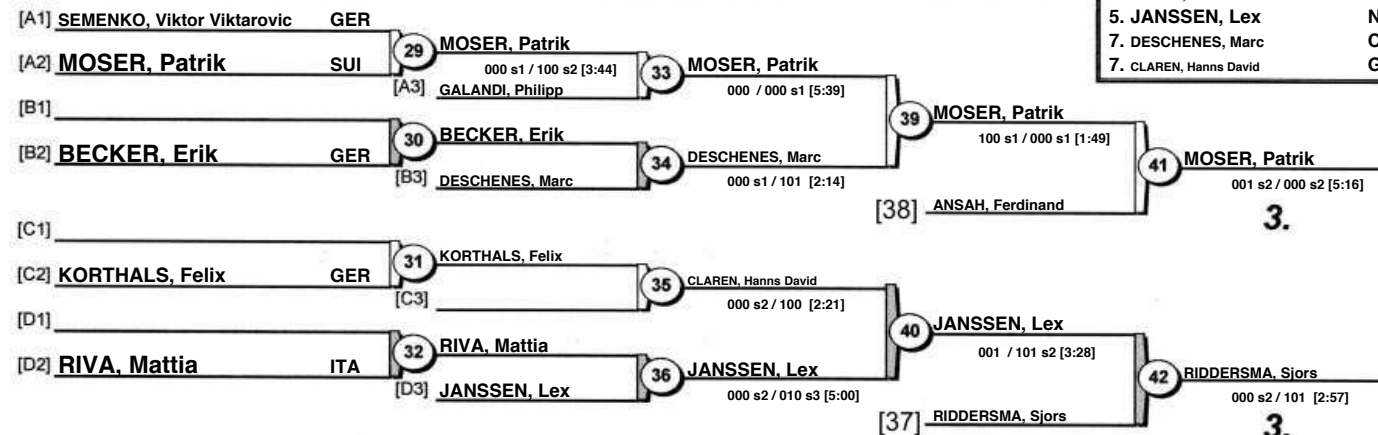 [A1] SEMENKO, Viktor Viktarovic GER
[A2] MOSER, Patrik SUI
29
MOSER, Patrik
000 s1 / 100 s2 [3:44]
[A3] GALANDI, Philipp
33
MOSER, Patrik
000 / 000 s1 [5:39]
[B1]
[B2] BECKER, Erik GER
30
BECKER, Erik
[B3] DESCHENES, Marc
34
DESCHENES, Marc
000 s1 / 101 [2:14]
39
MOSER, Patrik
100 s1 / 000 s1 [1:49]
[38] ANSAH, Ferdinand
41
MOSER, Patrik
001 s2 / 000 s2 [5:16]
3.
[C1]
[C2] KORTHALS, Felix GER
31
KORTHALS, Felix
[C3]
35
CLAREN, Hanns David
000 s2 / 100 [2:21]
[D1]
[D2] RIVA, Mattia ITA
32
RIVA, Mattia
[D3] JANSSEN, Lex
36
JANSSEN, Lex
000 s2 / 010 s3 [5:00]
40
JANSSEN, Lex
001 / 101 s2 [3:28]
[37] RIDDERSMA, Sjors
42
RIDDERSMA, Sjors
000 s2 / 101 [2:57]
3.
5. JANSSEN, Lex N
7. DESCHENES, Marc
7. CLAREN, Hanns David G